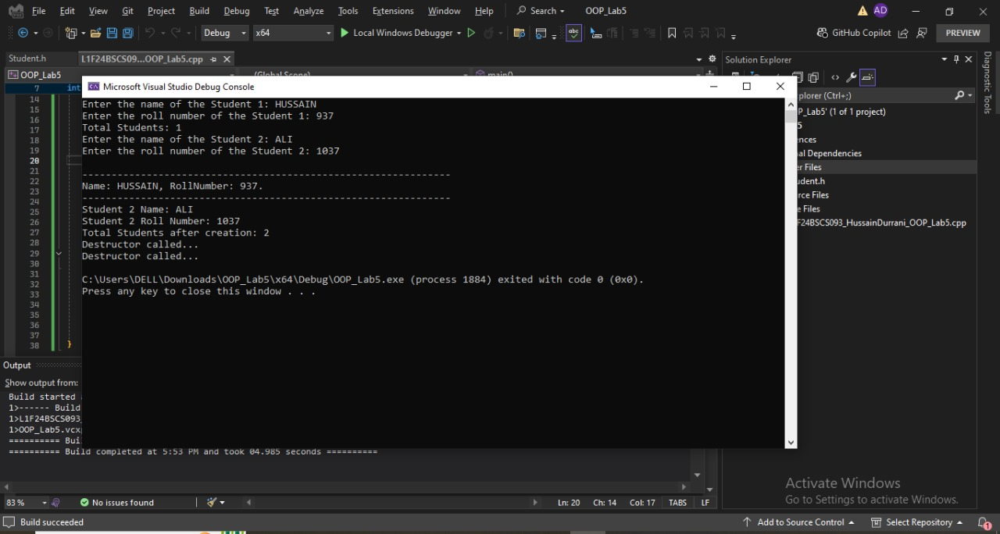 File Edit View Git Project Build Debug Test Analyze Tools Extensions Window Help Search OOP_Lab5 AD
Debug x64 Local Windows Debugger abc GitHub Copilot PREVIEW
Student.h L1F24BSCS09...OOP_Lab5.cpp Solution Explorer
OOP_Lab5 (Global Scope) main()
Diagnostic Tools
7 int
Microsoft Visual Studio Debug Console
plorer (Ctrl+;)
14
15
16
17
18
19
20
21
22
23
24
25
26
27
28
29
30
31
32
33
34
35
36
37
38 }
Enter the name of the Student 1: HUSSAIN
Enter the roll number of the Student 1: 937
Total Students: 1
Enter the name of the Student 2: ALI
Enter the roll number of the Student 2: 1037
---------------------------------------------------------------
Name: HUSSAIN, RollNumber: 937.
---------------------------------------------------------------
Student 2 Name: ALI
Student 2 Roll Number: 1037
Total Students after creation: 2
Destructor called...
Destructor called...
C:\Users\DELL\Downloads\OOP_Lab5\x64\Debug\OOP_Lab5.exe (process 1884) exited with code 0 (0x0).
Press any key to close this window . . .
P_Lab5' (1 of 1 project)
5
ences
al Dependencies
er Files
udent.h
rce Files
e Files
F24BSCS093_HussainDurrani_OOP_Lab5.cpp
Output
Show output from:
Build started
1>------ Build
1>L1F24BSCS093_
1>OOP_Lab5.vcx
========== Bui
========== Build completed at 5:53 PM and took 04.985 seconds ==========
Activate Windows
Go to Settings to activate Windows.
83 % No issues found Ln: 20 Ch: 14 Col: 17 TABS LF
Build succeeded Add to Source Control Select Repository 1